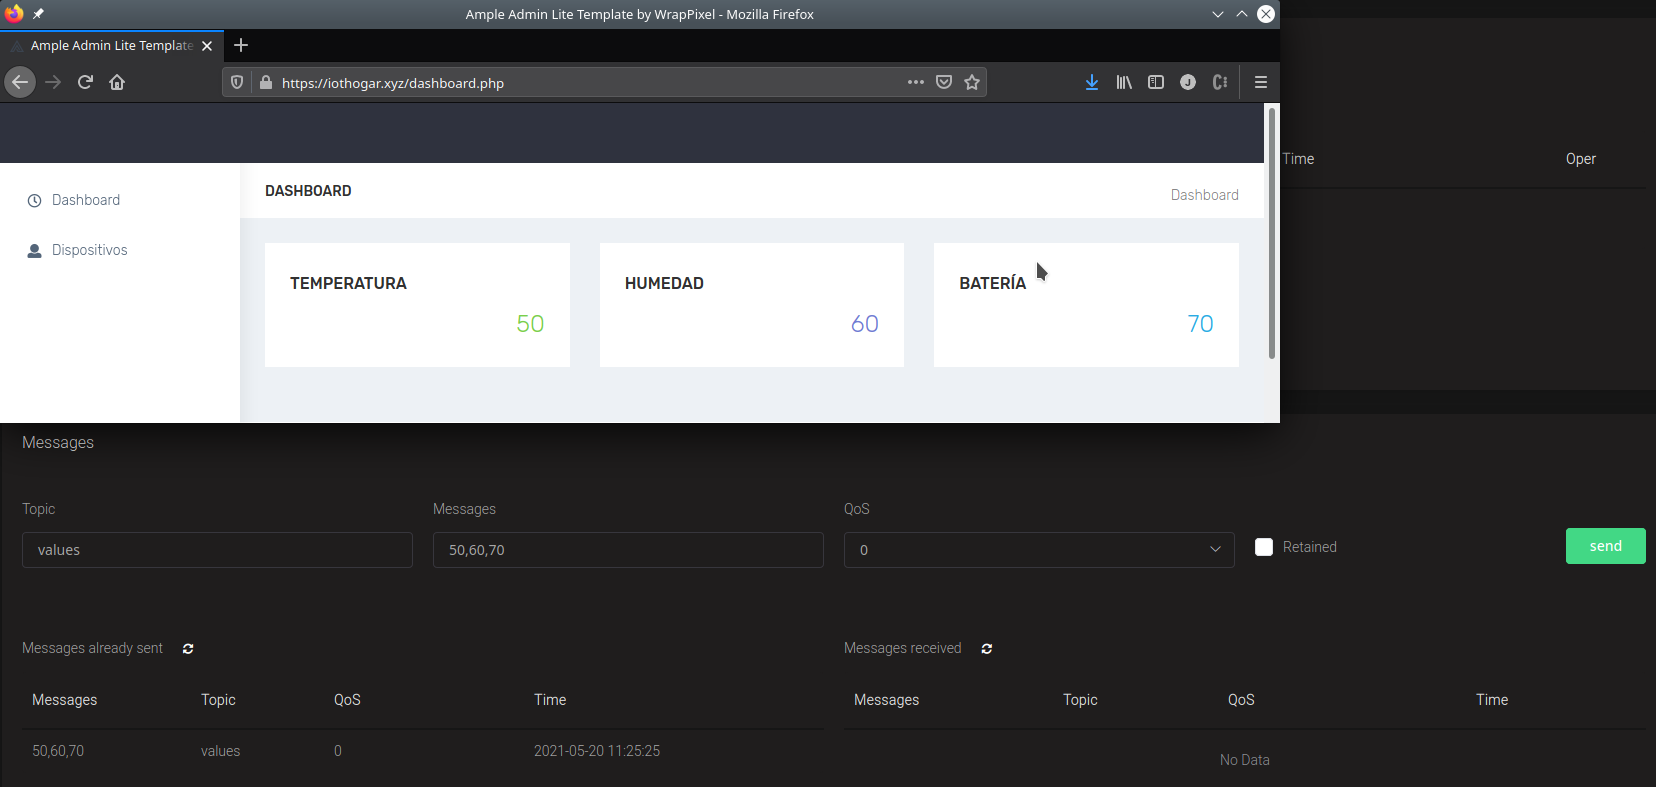 Ample Admin Lite Template by WrapPixel - Mozilla Firefox
Ample Admin Lite Template
https://iothogar.xyz/dashboard.php
J
Dashboard
Dispositivos
DASHBOARD
Dashboard
TEMPERATURA
50
HUMEDAD
60
BATERÍA
70
Time
Oper
Messages
Topic
Messages
QoS
values
50,60,70
0
Retained
send
Messages already sent
Messages
Topic
QoS
Time
50,60,70
values
0
2021-05-20 11:25:25
Messages received
Messages
Topic
QoS
Time
No Data